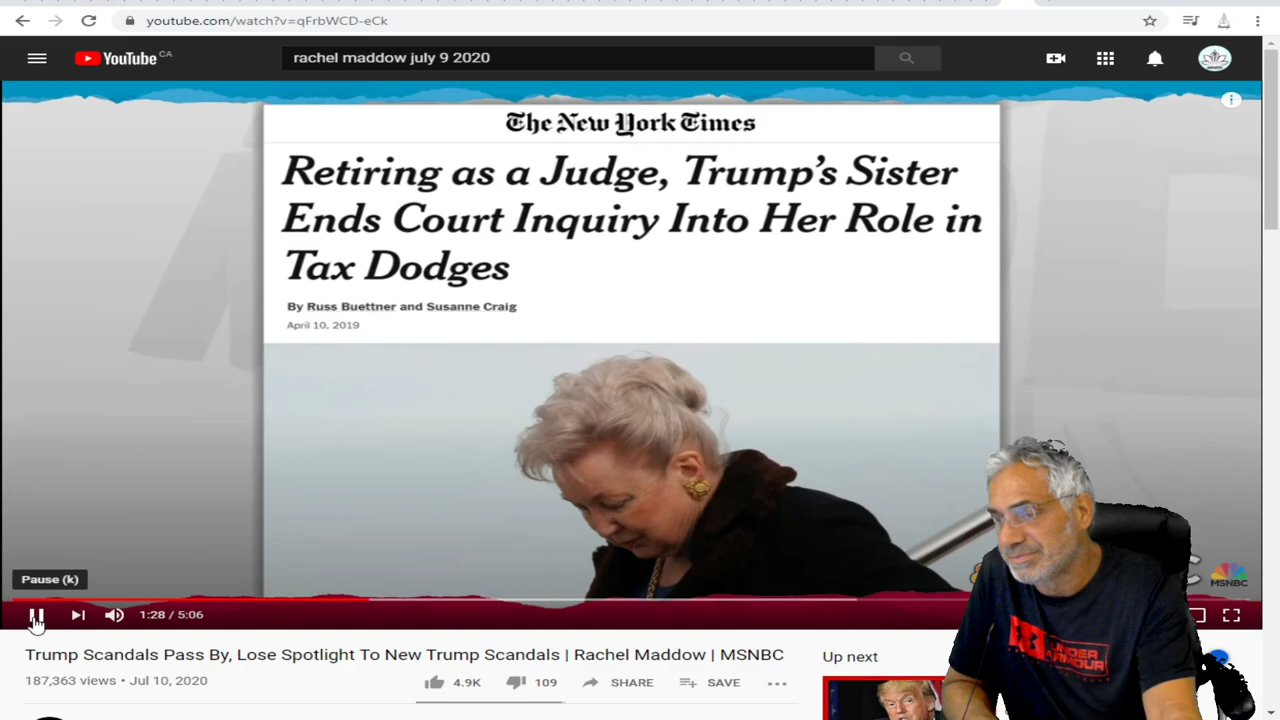 youtube.com/watch?v=qFrbWCD-eCk
YouTube CA
rachel maddow july 9 2020
The New York Times
Retiring as a Judge, Trump's Sister
Ends Court Inquiry Into Her Role in
Tax Dodges
By Russ Buettner and Susanne Craig
April 10, 2019
Pause (k)
MSNBC
1:28 / 5:06
Trump Scandals Pass By, Lose Spotlight To New Trump Scandals | Rachel Maddow | MSNBC
Up next
187,363 views • Jul 10, 2020
4.9K
109
SHARE
SAVE
UNDER
ARMOUR